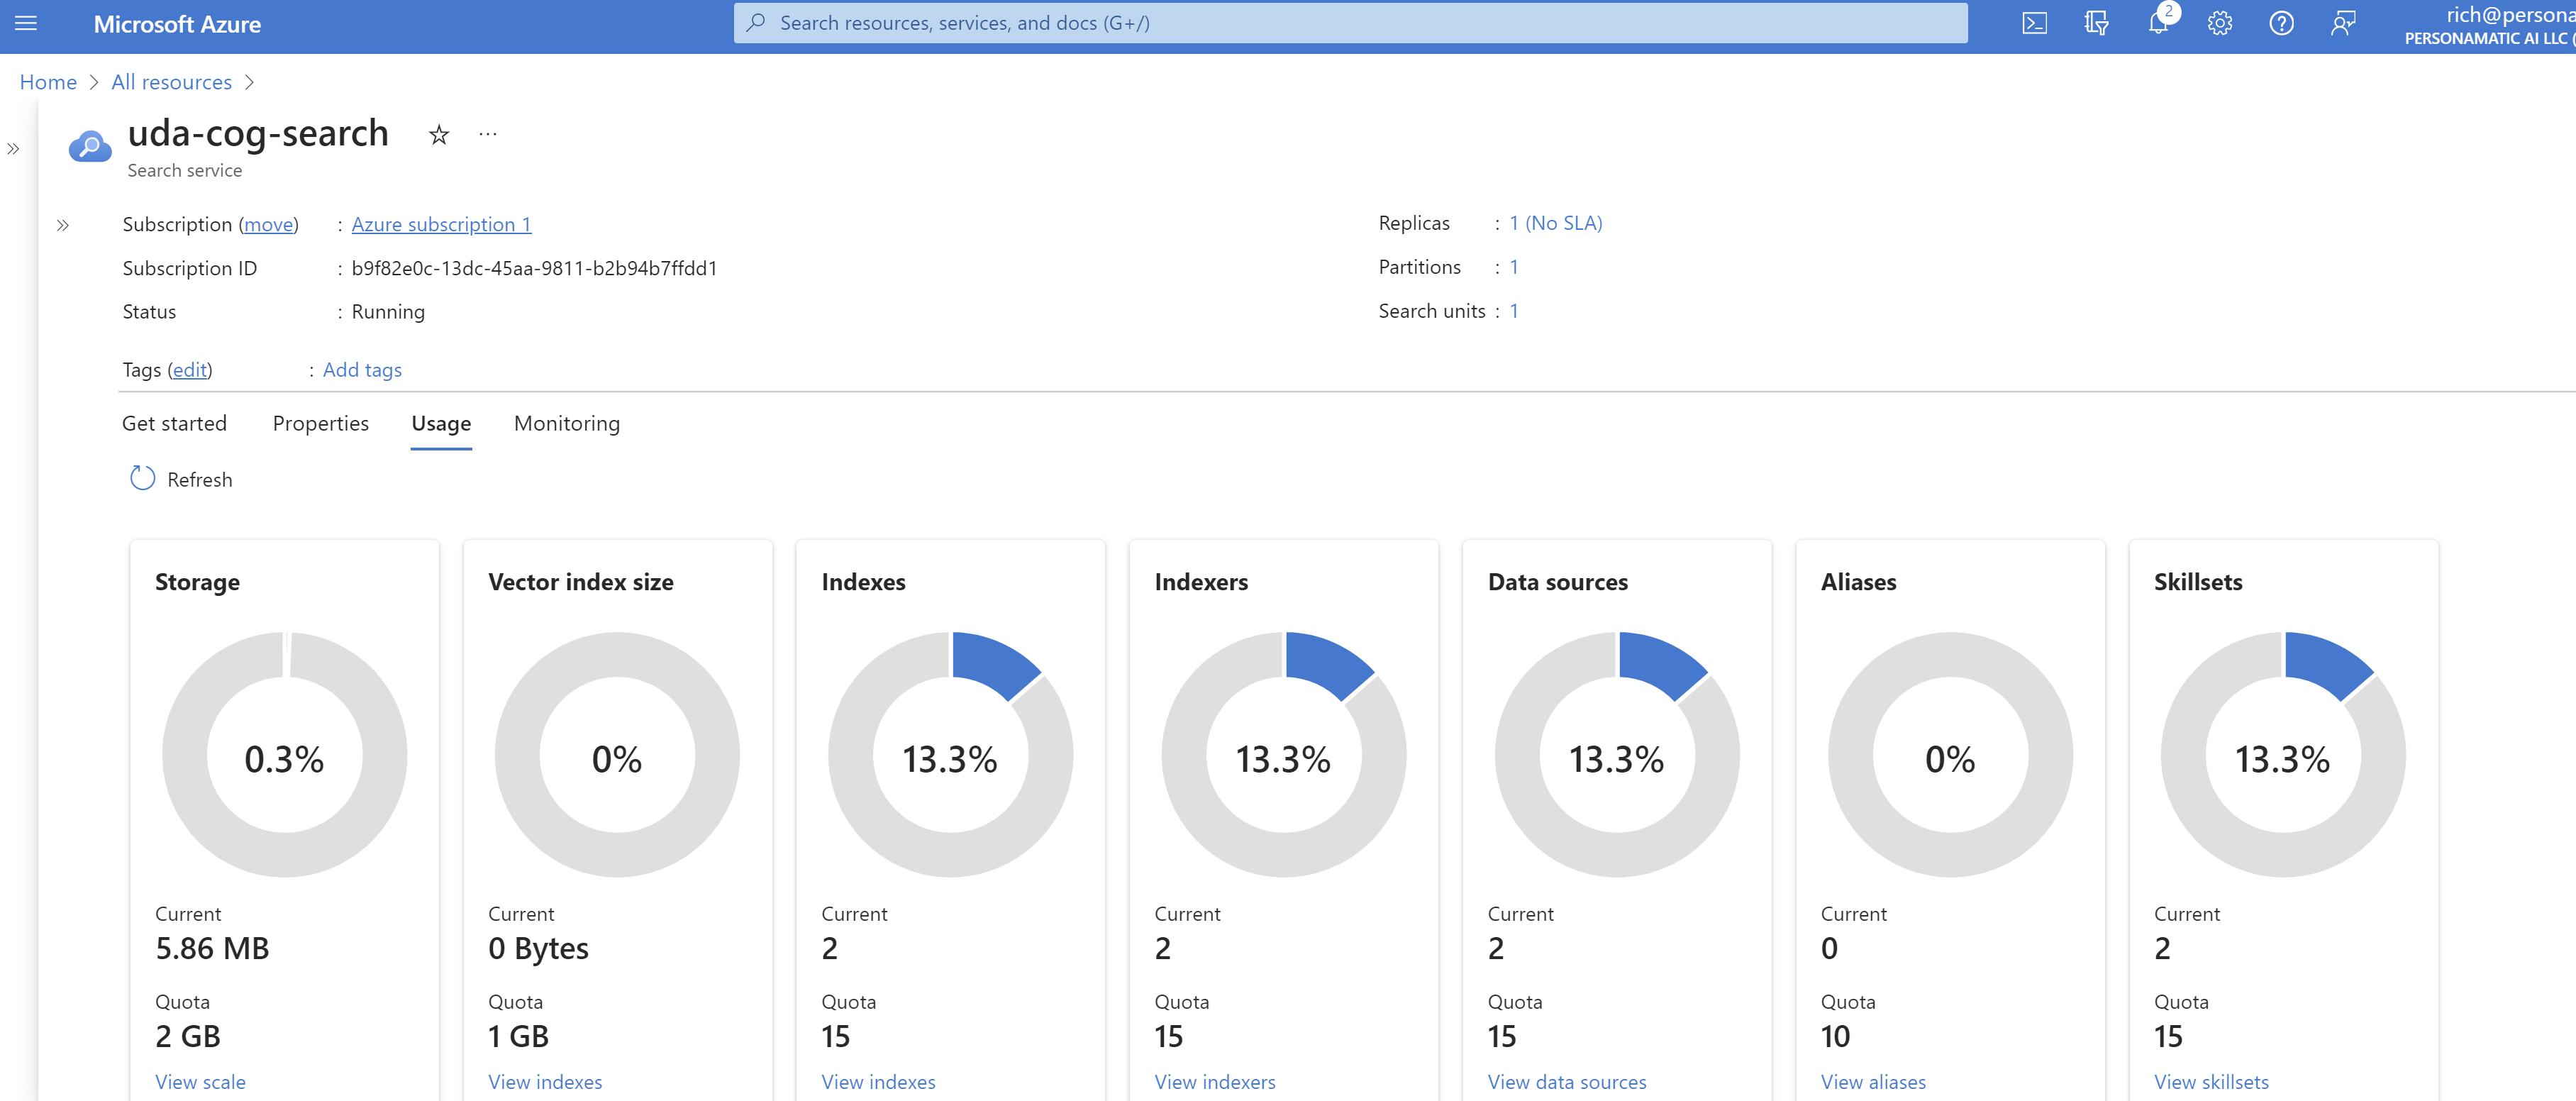 Microsoft Azure
Search resources, services, and docs (G+/)
2
rich@persona
PERSONAMATIC AI LLC (
Home > All resources >
uda-cog-search
Search service
Subscription (move) : Azure subscription 1
Subscription ID : b9f82e0c-13dc-45aa-9811-b2b94b7ffdd1
Status : Running
Tags (edit) : Add tags
Replicas : 1 (No SLA)
Partitions : 1
Search units : 1
Get started Properties Usage Monitoring
Refresh
Storage
0.3%
Current
5.86 MB
Quota
2 GB
View scale
Vector index size
0%
Current
0 Bytes
Quota
1 GB
View indexes
Indexes
13.3%
Current
2
Quota
15
View indexes
Indexers
13.3%
Current
2
Quota
15
View indexers
Data sources
13.3%
Current
2
Quota
15
View data sources
Aliases
0%
Current
0
Quota
10
View aliases
Skillsets
13.3%
Current
2
Quota
15
View skillsets